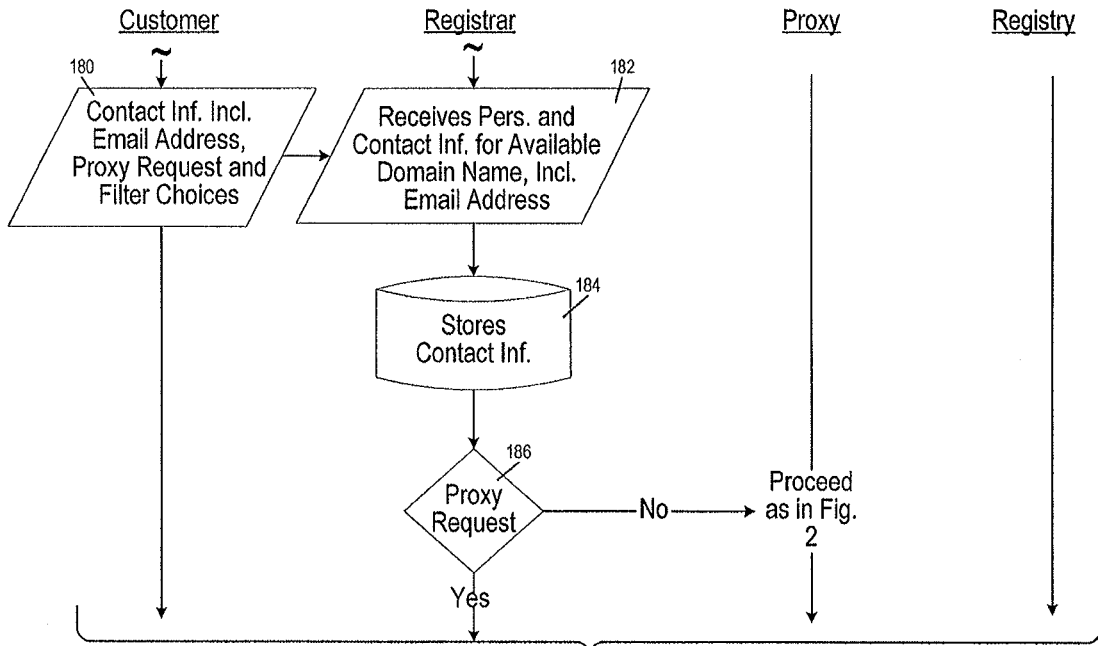 Customer
Registrar
Proxy
Registry
~
~
180
Contact Inf. Incl.
Email Address,
Proxy Request and
Filter Choices
182
Receives Pers. and
Contact Inf. for Available
Domain Name, Incl.
Email Address
184
Stores
Contact Inf.
186
Proxy
Request
No
Proceed
as in Fig.
2
Yes